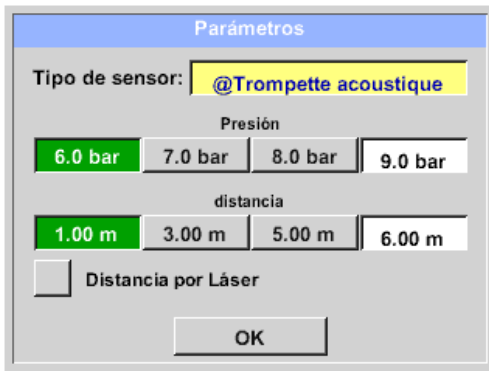 Parámetros
Tipo de sensor: @Trompette acoustique
Presión
6.0 bar 7.0 bar 8.0 bar 9.0 bar
distancia
1.00 m 3.00 m 5.00 m 6.00 m
Distancia por Láser
OK